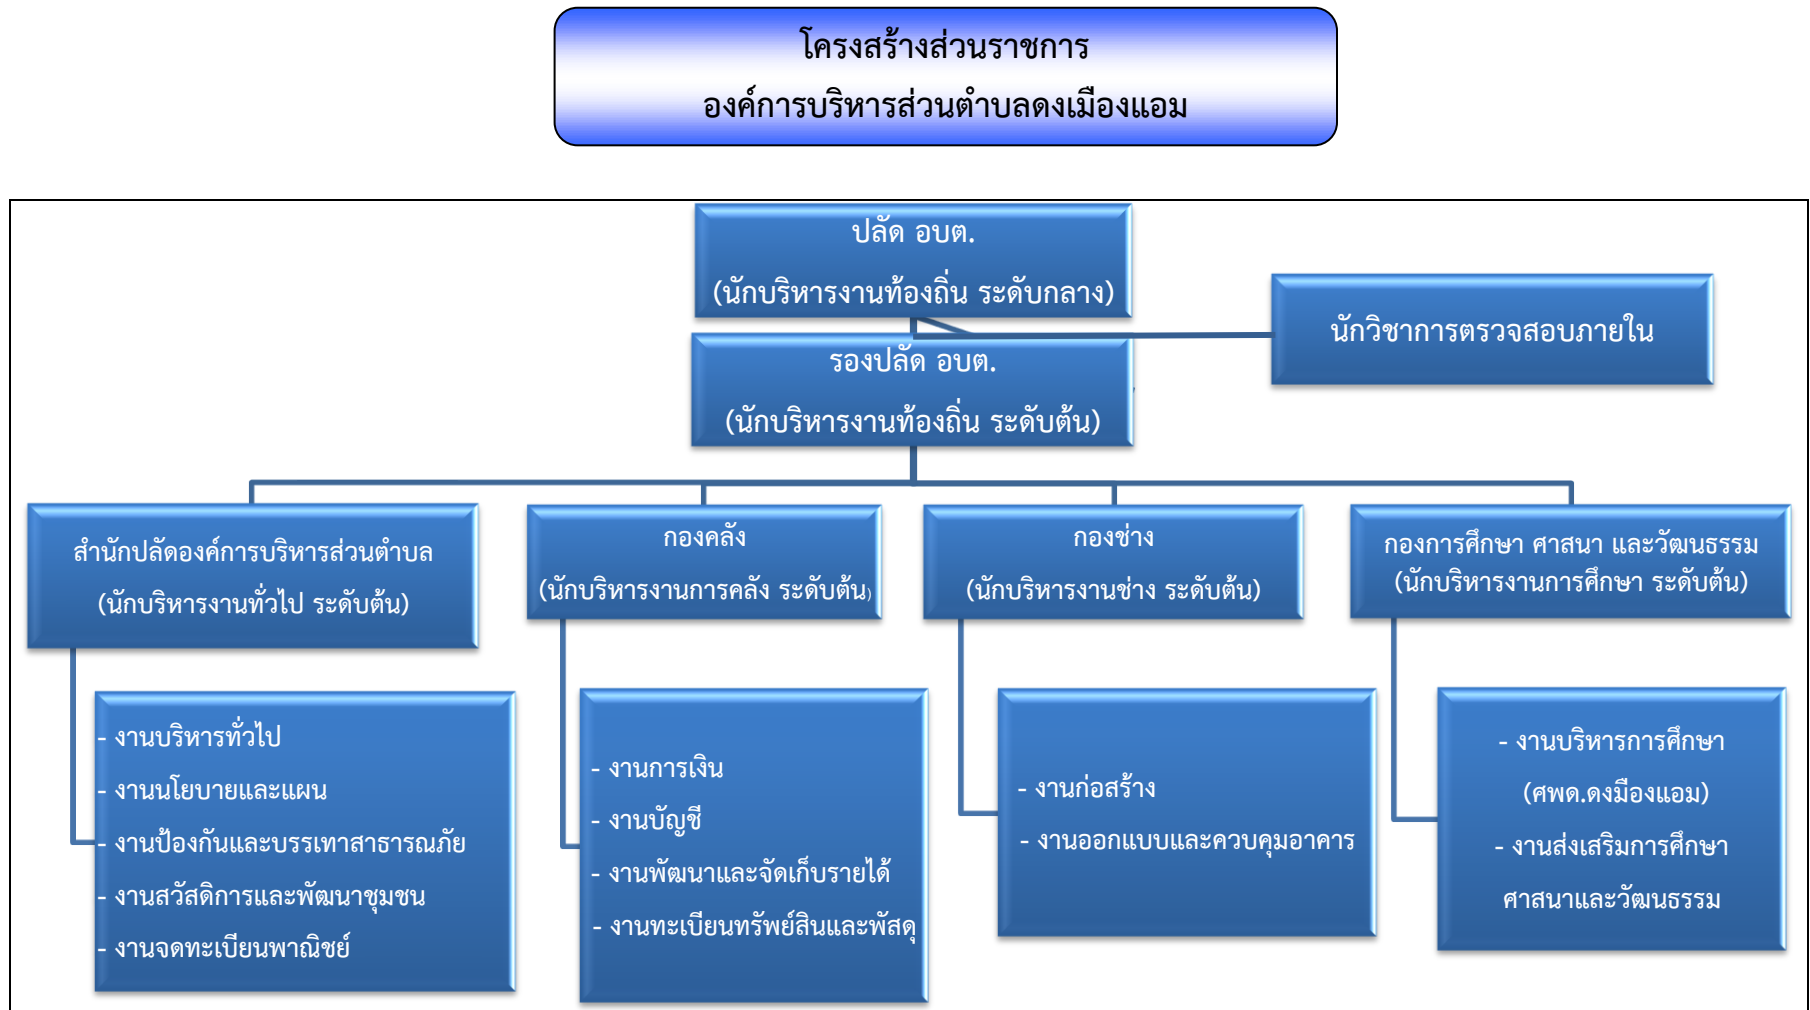 โครงสร้างส่วนราชการ
องค์การบริหารส่วนตำบลดงเมืองแอม
ปลัด อบต.
(นักบริหารงานท้องถิ่น ระดับกลาง)
นักวิชาการตรวจสอบภายใน
รองปลัด อบต.
(นักบริหารงานท้องถิ่น ระดับต้น)
สำนักปลัดองค์การบริหารส่วนตำบล
(นักบริหารงานทั่วไป ระดับต้น)
กองคลัง
(นักบริหารงานการคลัง ระดับต้น)
กองช่าง
(นักบริหารงานช่าง ระดับต้น)
กองการศึกษา ศาสนา และวัฒนธรรม
(นักบริหารงานการศึกษา ระดับต้น)
- งานบริหารทั่วไป
- งานนโยบายและแผน
- งานป้องกันและบรรเทาสาธารณภัย
- งานสวัสดิการและพัฒนาชุมชน
- งานจดทะเบียนพาณิชย์
- งานการเงิน
- งานบัญชี
- งานพัฒนาและจัดเก็บรายได้
- งานทะเบียนทรัพย์สินและพัสดุ
- งานก่อสร้าง
- งานออกแบบและควบคุมอาคาร
- งานบริหารการศึกษา
(ศพด.ดงมืองแอม)
- งานส่งเสริมการศึกษา
ศาสนาและวัฒนธรรม